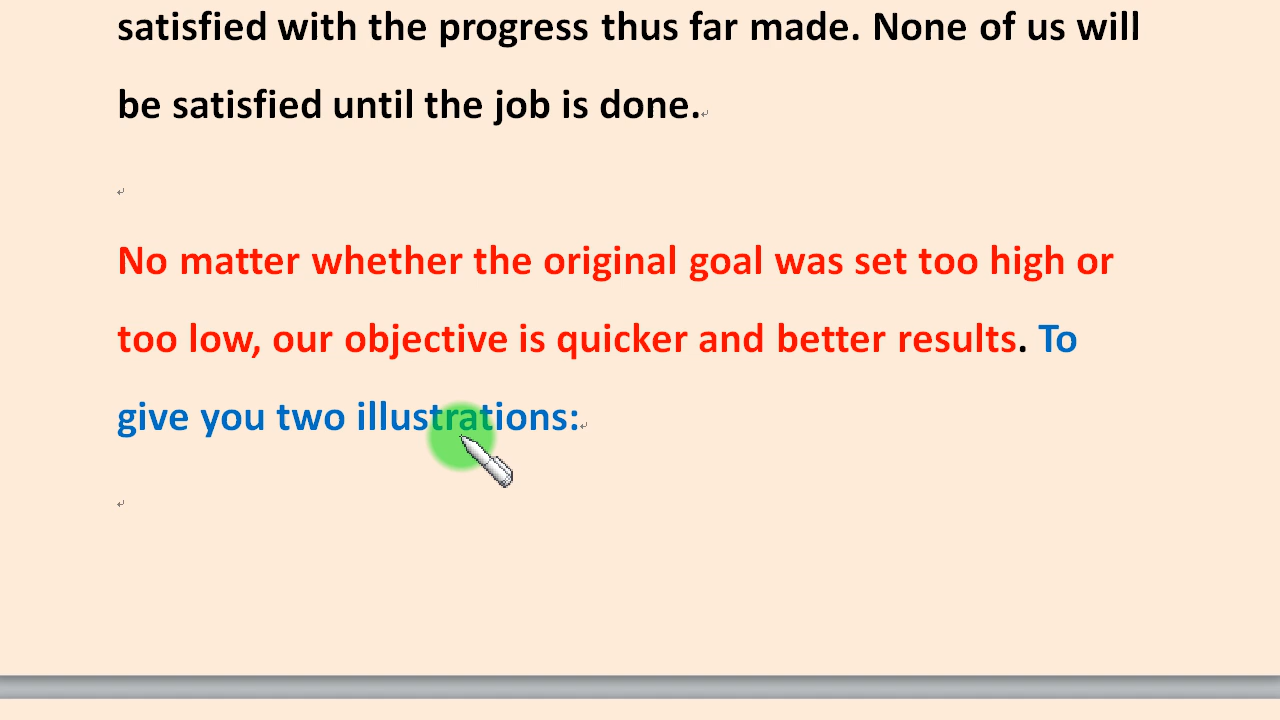 satisfied with the progress thus far made. None of us will
be satisfied until the job is done.
No matter whether the original goal was set too high or
too low, our objective is quicker and better results. To
give you two illustrations: